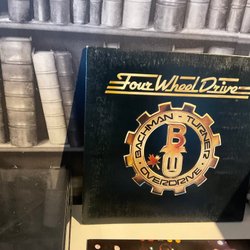 Four Wheel Drive
BACHMAN - TURNER
B
OVERDRIVE